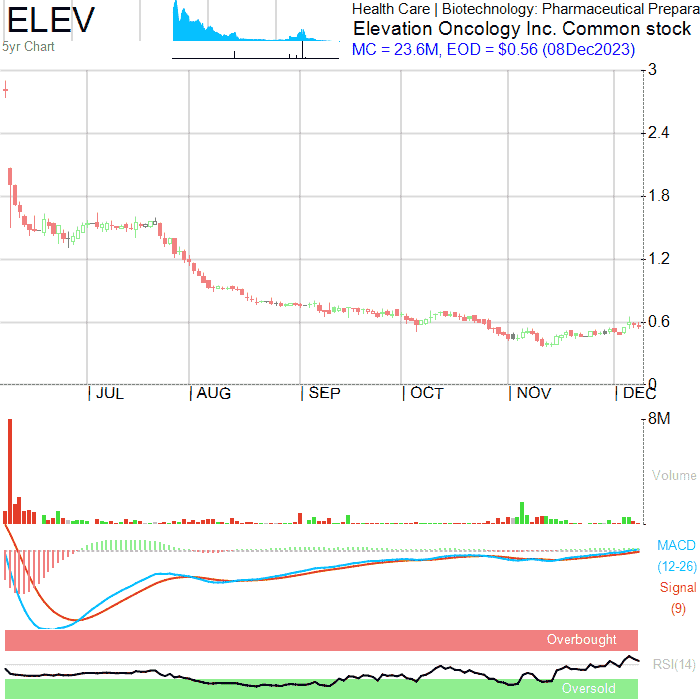 ELEV
5yr Chart
Health Care | Biotechnology: Pharmaceutical Prepara
Elevation Oncology Inc. Common stock
MC = 23.6M, EOD = $0.56 (08Dec2023)
3
2.4
1.8
1.2
0.6
0
JUL
AUG
SEP
OCT
NOV
DEC
8M
Volume
MACD
(12-26)
Signal
(9)
Overbought
RSI(14)
Oversold